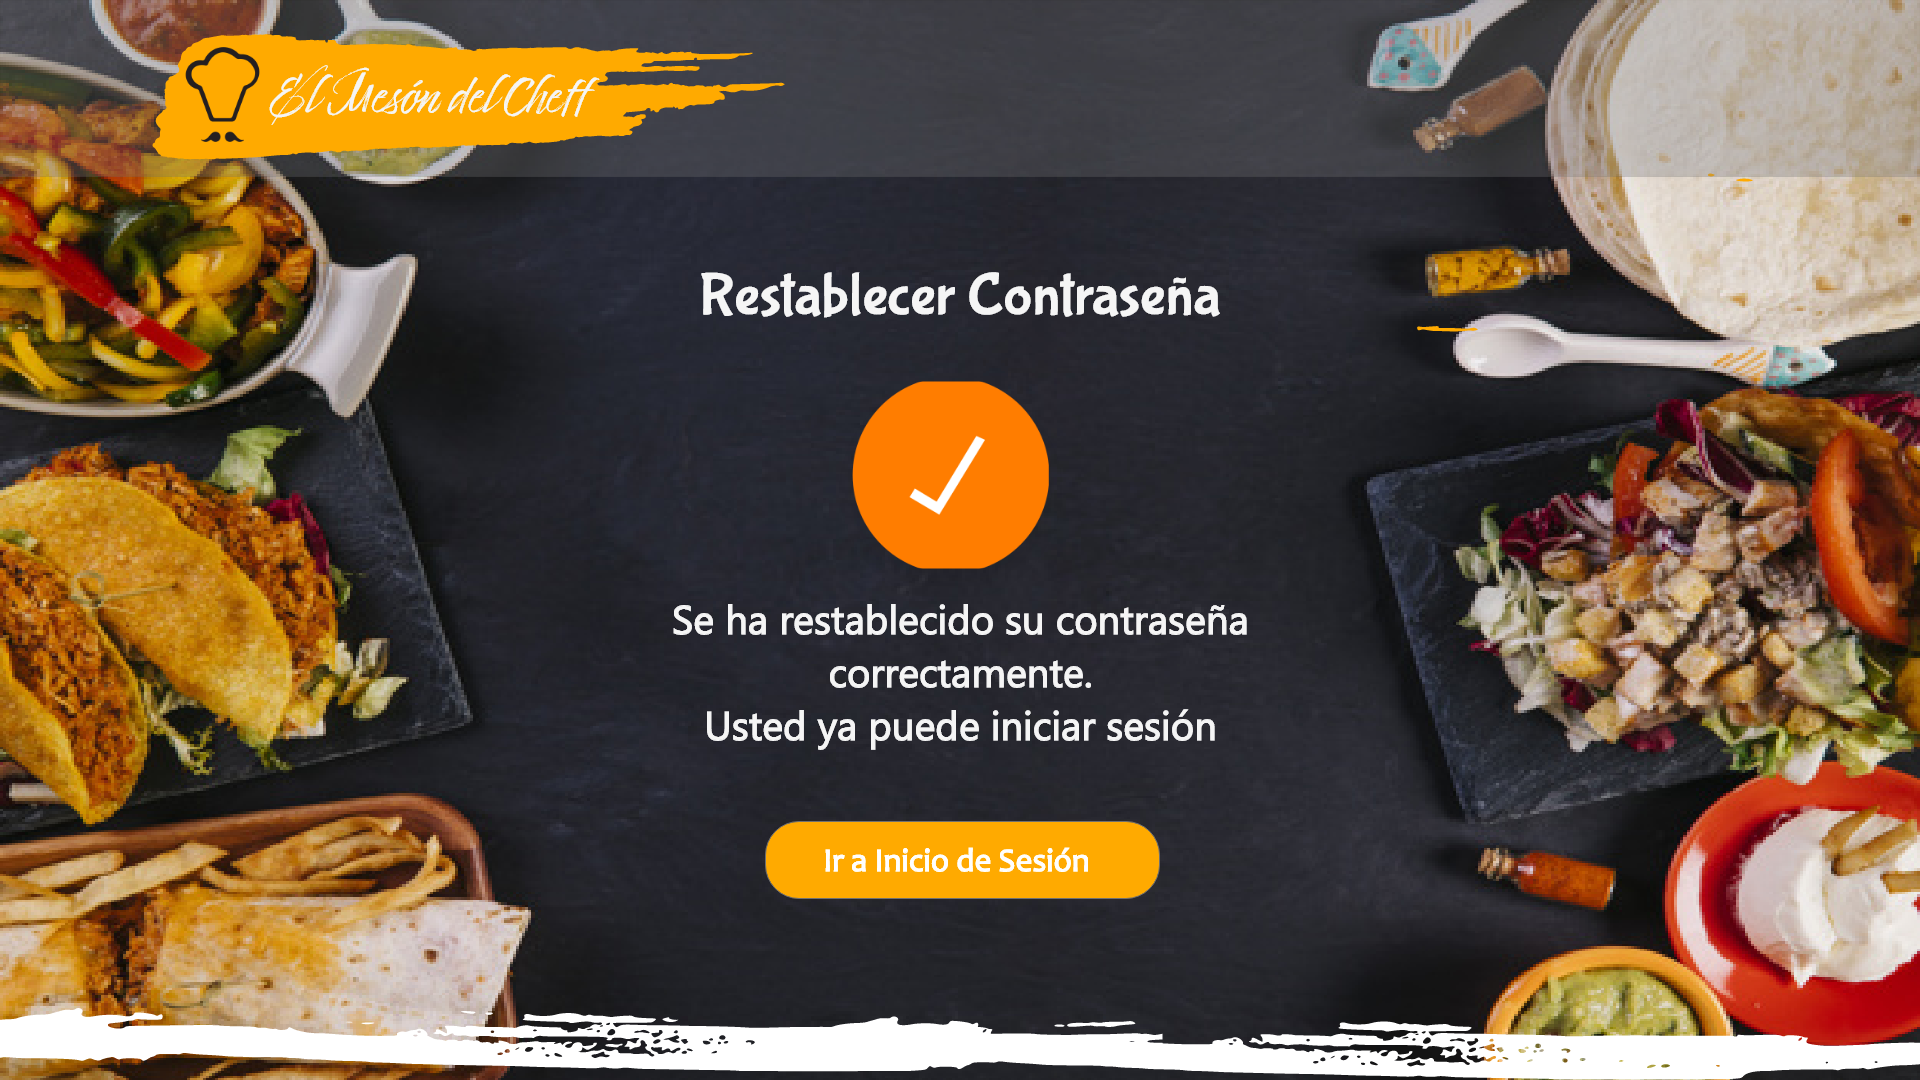 El Mesón del Cheff
Restablecer Contraseña
Se ha restablecido su contraseña
correctamente.
Usted ya puede iniciar sesión
Ir a Inicio de Sesión